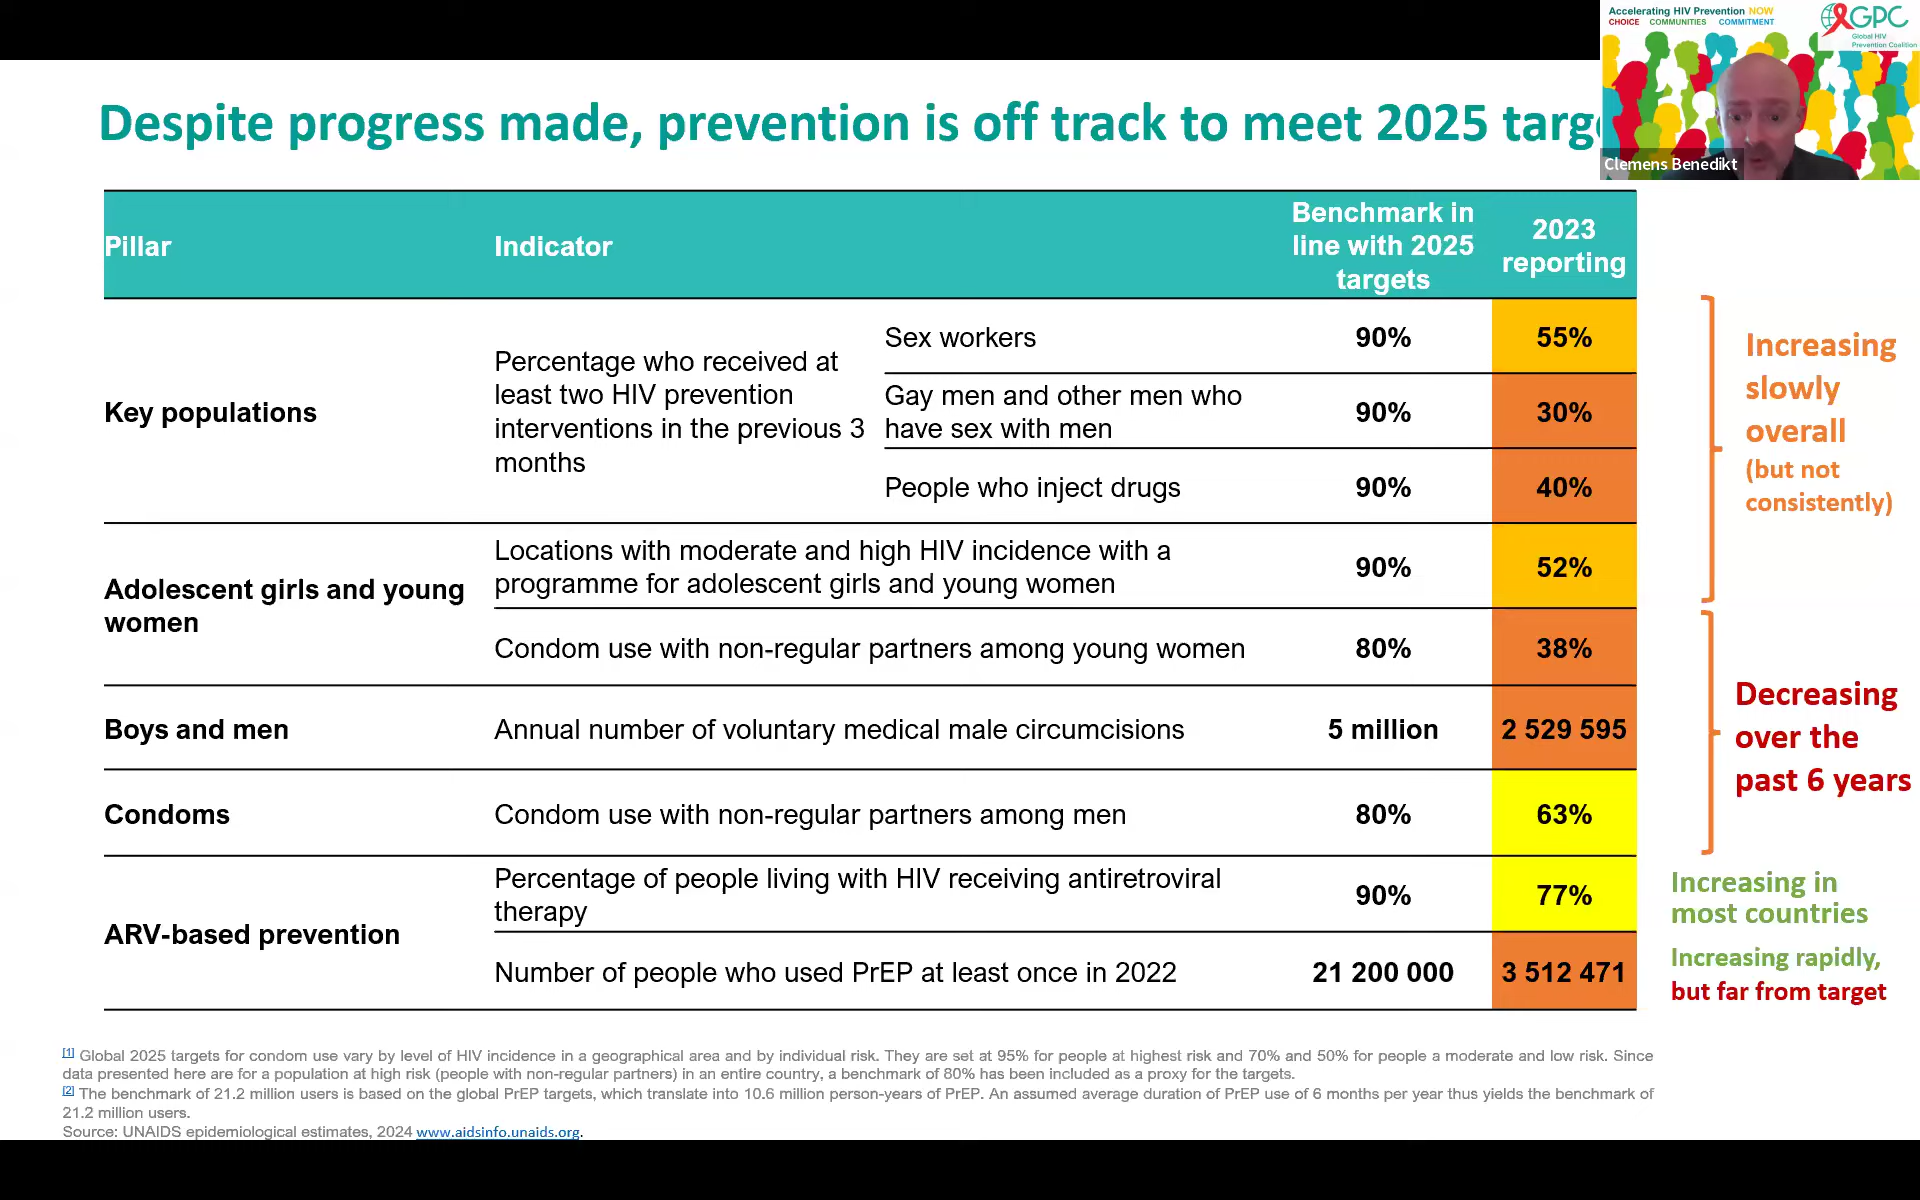 Accelerating HIV Prevention NOW
CHOICE COMMUNITIES COMMITMENT
GPC
Global HIV
Prevention Coalition
Clemens Benedikt
Despite progress made, prevention is off track to meet 2025 targ
Pillar
Indicator
Benchmark in
line with 2025
targets
2023
reporting
Key populations
Percentage who received at
least two HIV prevention
interventions in the previous 3
months
Sex workers
90%
55%
Gay men and other men who
have sex with men
90%
30%
People who inject drugs
90%
40%
Increasing
slowly
overall
(but not
consistently)
Adolescent girls and young
women
Locations with moderate and high HIV incidence with a
programme for adolescent girls and young women
90%
52%
Condom use with non-regular partners among young women
80%
38%
Boys and men
Annual number of voluntary medical male circumcisions
5 million
2 529 595
Condoms
Condom use with non-regular partners among men
80%
63%
Decreasing
over the
past 6 years
ARV-based prevention
Percentage of people living with HIV receiving antiretroviral
therapy
90%
77%
Increasing in
most countries
Number of people who used PrEP at least once in 2022
21 200 000
3 512 471
Increasing rapidly,
but far from target
[1] Global 2025 targets for condom use vary by level of HIV incidence in a geographical area and by individual risk. They are set at 95% for people at highest risk and 70% and 50% for people a moderate and low risk. Since
data presented here are for a population at high risk (people with non-regular partners) in an entire country, a benchmark of 80% has been included as a proxy for the targets.
[2] The benchmark of 21.2 million users is based on the global PrEP targets, which translate into 10.6 million person-years of PrEP. An assumed average duration of PrEP use of 6 months per year thus yields the benchmark of
21.2 million users.
Source: UNAIDS epidemiological estimates, 2024 www.aidsinfo.unaids.org.